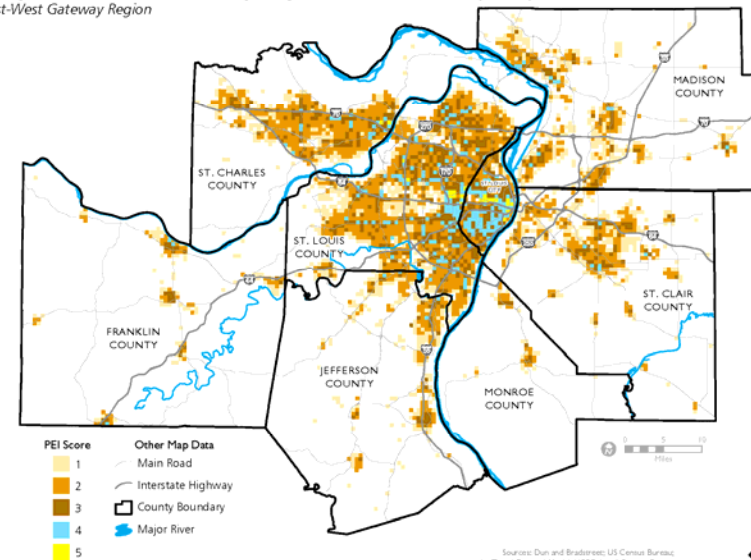 st-West Gateway Region
MADISON
COUNTY
ST. CHARLES
COUNTY
ST. LOUIS
COUNTY
ST. CLAIR
COUNTY
FRANKLIN
COUNTY
JEFFERSON
COUNTY
MONROE
COUNTY
PEI Score
1
2
3
4
5
Other Map Data
Main Road
Interstate Highway
County Boundary
Major River
0 5 10
Miles
Sources: Dun and Bradstreet; US Census Bureau;